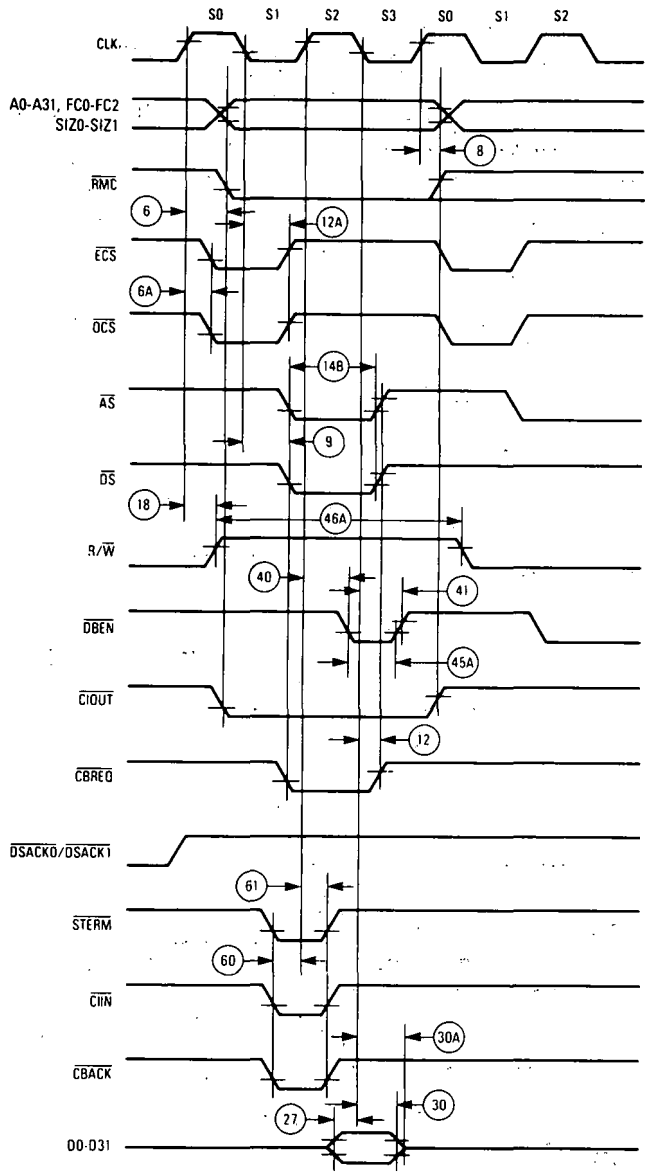 S0 S1 S2 S3 S0 S1 S2
CLK
A0-A31, FC0-FC2
SIZ0-SIZ1
8
RMC
6
12A
ECS
6A
OCS
14B
AS
9
DS
18
46A
R/W
40
41
DBEN
45A
CIOUT
12
CBREQ
DSACK0/DSACK1
61
STERM
60
CIIN
30A
CBACK
27
30
D0-D31